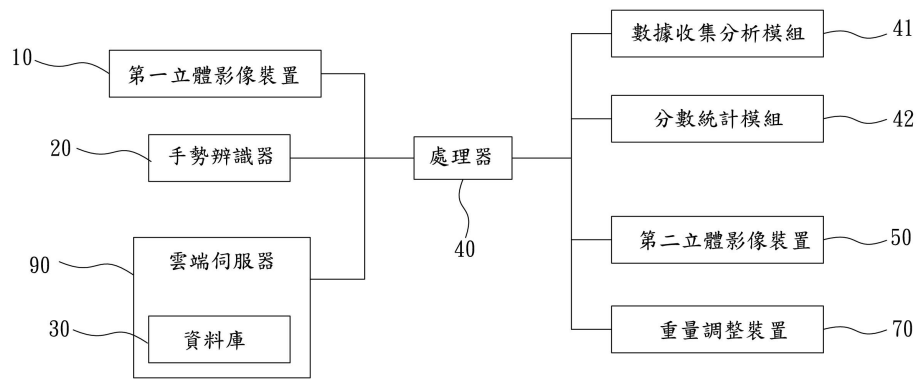 10
第一立體影像裝置
20
手勢辨識器
90
雲端伺服器
30
資料庫
處理器
40
數據收集分析模組
41
分數統計模組
42
第二立體影像裝置
50
重量調整裝置
70